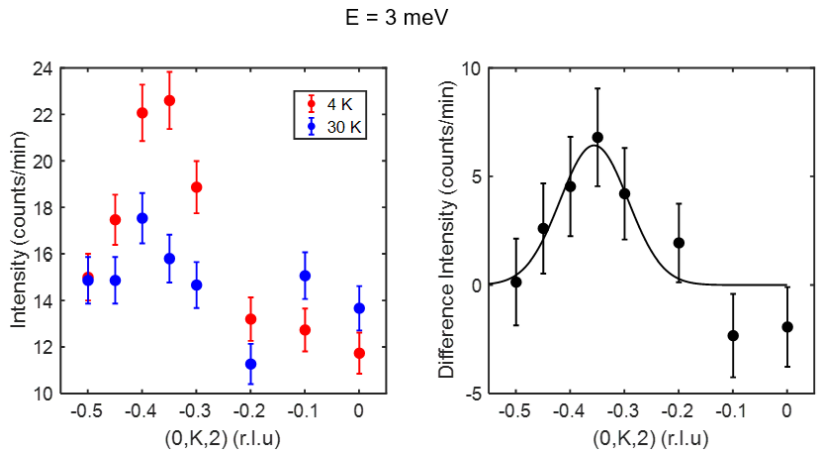 E = 3 meV
Intensity (counts/min)
24
22
20
18
16
14
12
10
4 K
30 K
-0.5 -0.4 -0.3 -0.2 -0.1 0
(0,K,2) (r.l.u)
Difference Intensity (counts/min)
10
5
0
-5
-0.5 -0.4 -0.3 -0.2 -0.1 0
(0,K,2) (r.l.u)